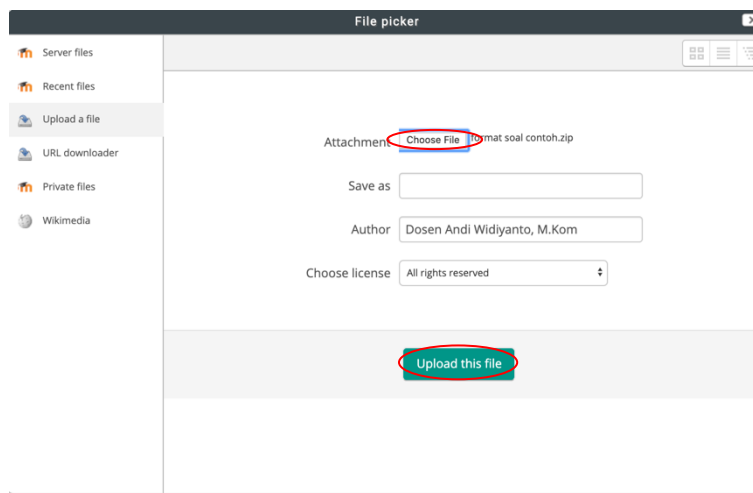 File picker
Server files
Recent files
Upload a file
URL downloader
Private files
Wikimedia
Attachment Choose File format soal contoh.zip
Save as
Author Dosen Andi Widiyanto, M.Kom
Choose license All rights reserved
Upload this file